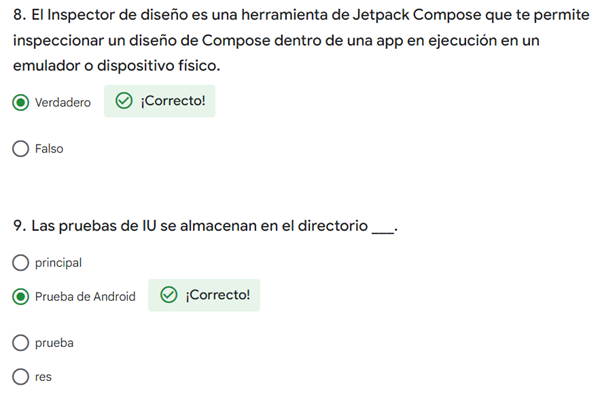 8. El Inspector de diseño es una herramienta de Jetpack Compose que te permite
inspeccionar un diseño de Compose dentro de una app en ejecución en un
emulador o dispositivo físico.
Verdadero
¡Correcto!
Falso
9. Las pruebas de IU se almacenan en el directorio ___.
principal
Prueba de Android
¡Correcto!
prueba
res